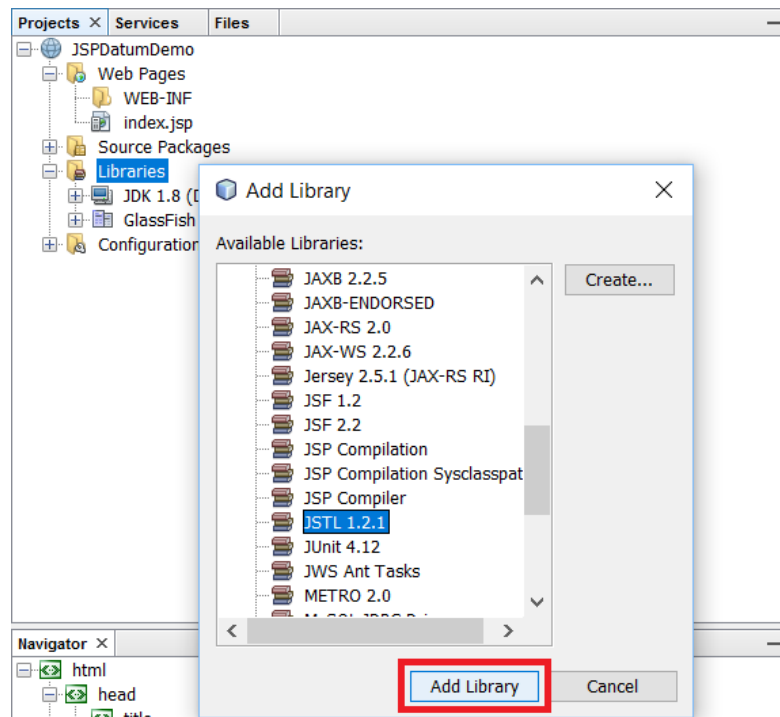 Projects × Services Files
JSPDatumDemo
Web Pages
WEB-INF
index.jsp
Source Packages
Libraries
JDK 1.8 (
GlassFish
Configuration
Add Library
Available Libraries:
JAXB 2.2.5
JAXB-ENDORSED
JAX-RS 2.0
JAX-WS 2.2.6
Jersey 2.5.1 (JAX-RS RI)
JSF 1.2
JSF 2.2
JSP Compilation
JSP Compilation Sysclasspat
JSP Compiler
JSTL 1.2.1
JUnit 4.12
JWS Ant Tasks
METRO 2.0
Create...
Add Library Cancel
Navigator ×
html
head